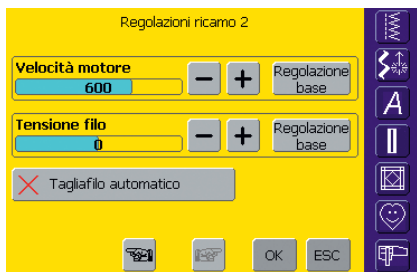 Regolazioni ricamo 2
Velocità motore
600
Regolazione
base
Tensione filo
0
Regolazione
base
Tagliafilo automatico
OK
ESC
A